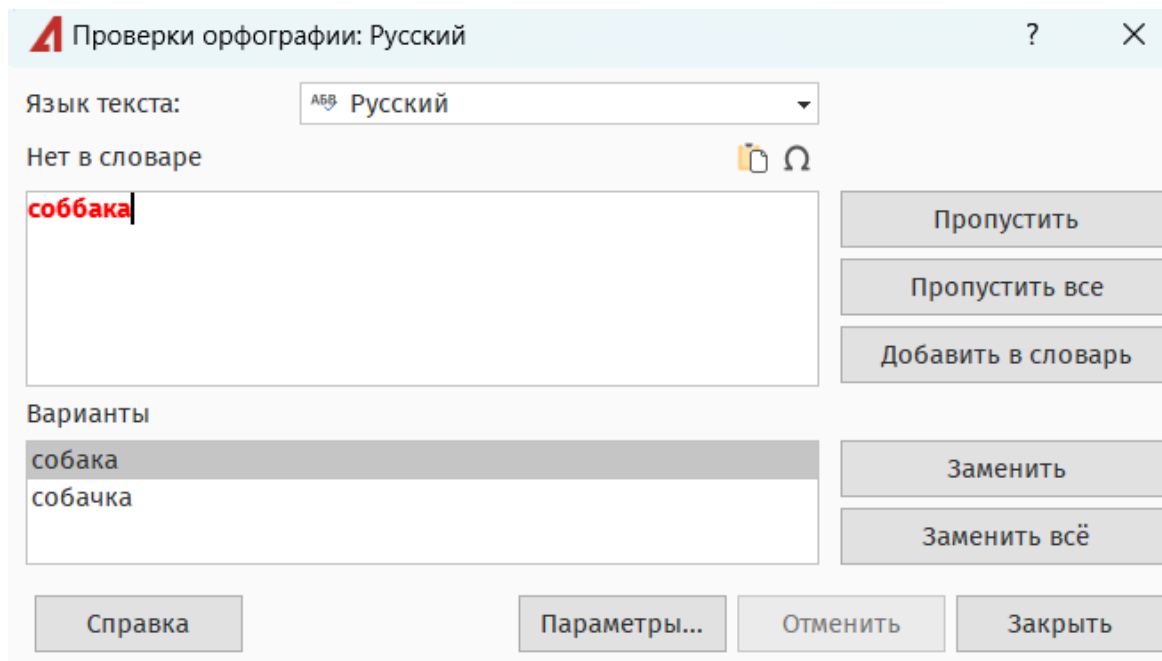 Проверки орфографии: Русский ?
Язык текста: АБВ Русский
Нет в словаре Ω
соббака
Пропустить
Пропустить все
Добавить в словарь
Варианты
собака
собачка
Заменить
Заменить всё
Справка Параметры... Отменить Закрыть